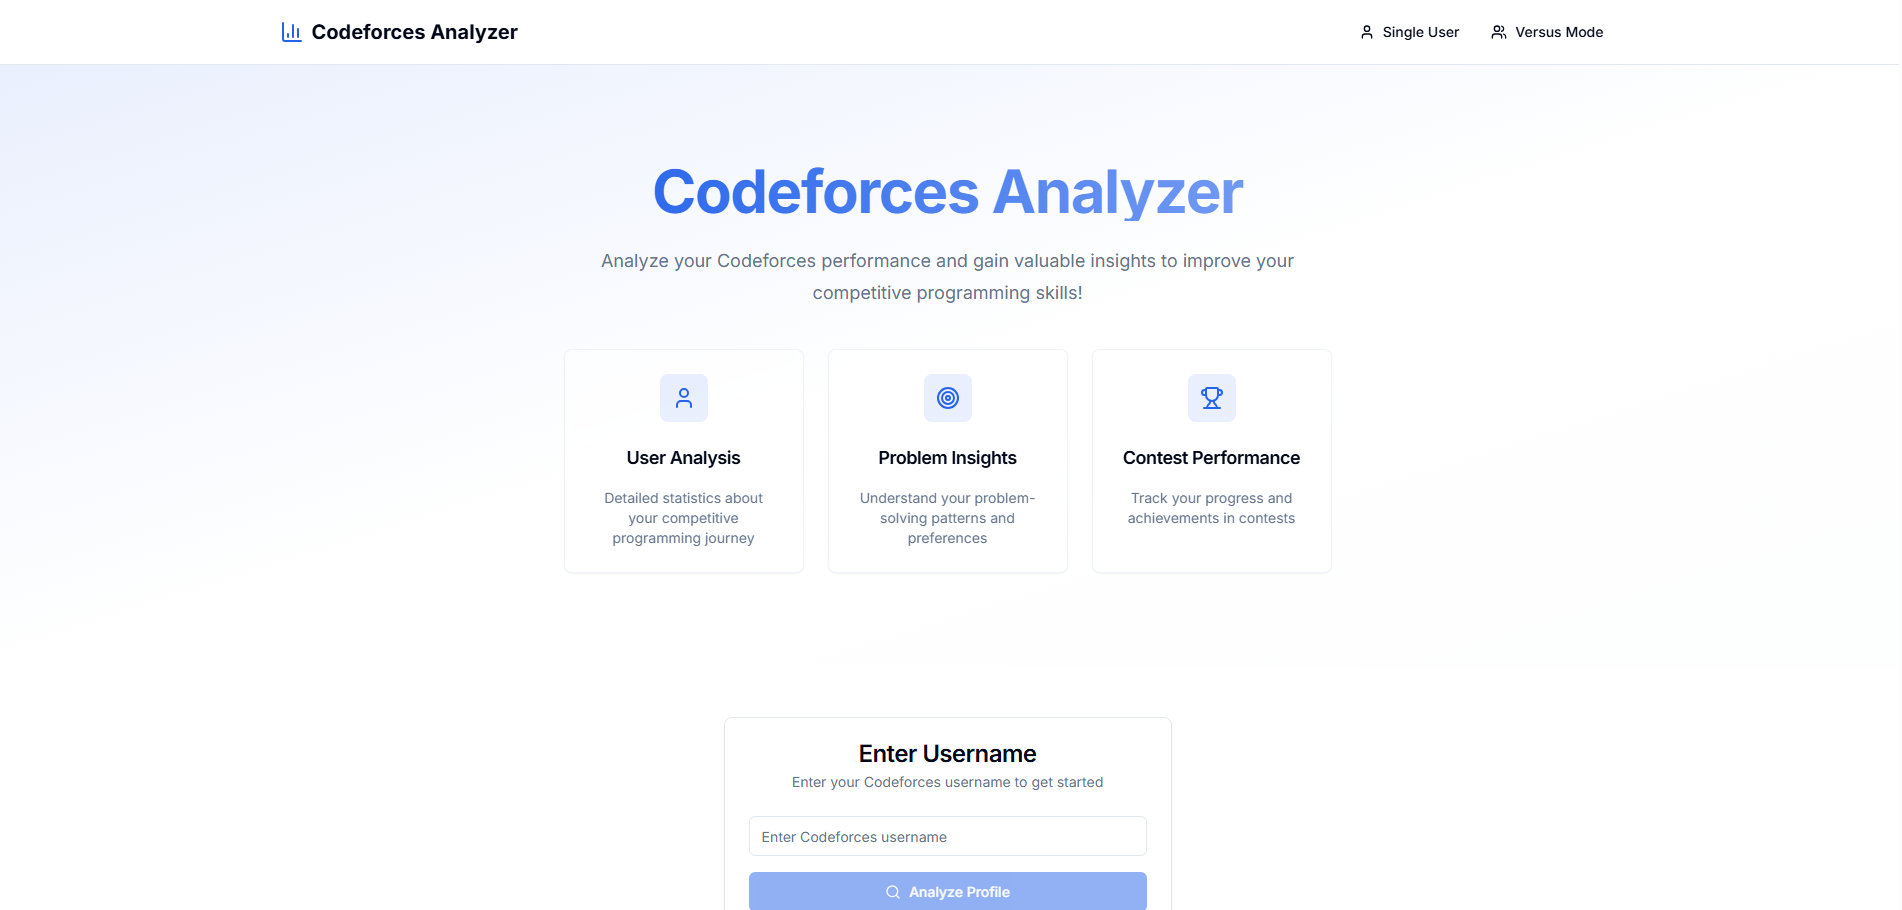 Codeforces Analyzer
Single User
Versus Mode
Codeforces Analyzer
Analyze your Codeforces performance and gain valuable insights to improve your
competitive programming skills!
User Analysis
Detailed statistics about
your competitive
programming journey
Problem Insights
Understand your problem-
solving patterns and
preferences
Contest Performance
Track your progress and
achievements in contests
Enter Username
Enter your Codeforces username to get started
Enter Codeforces username
Analyze Profile